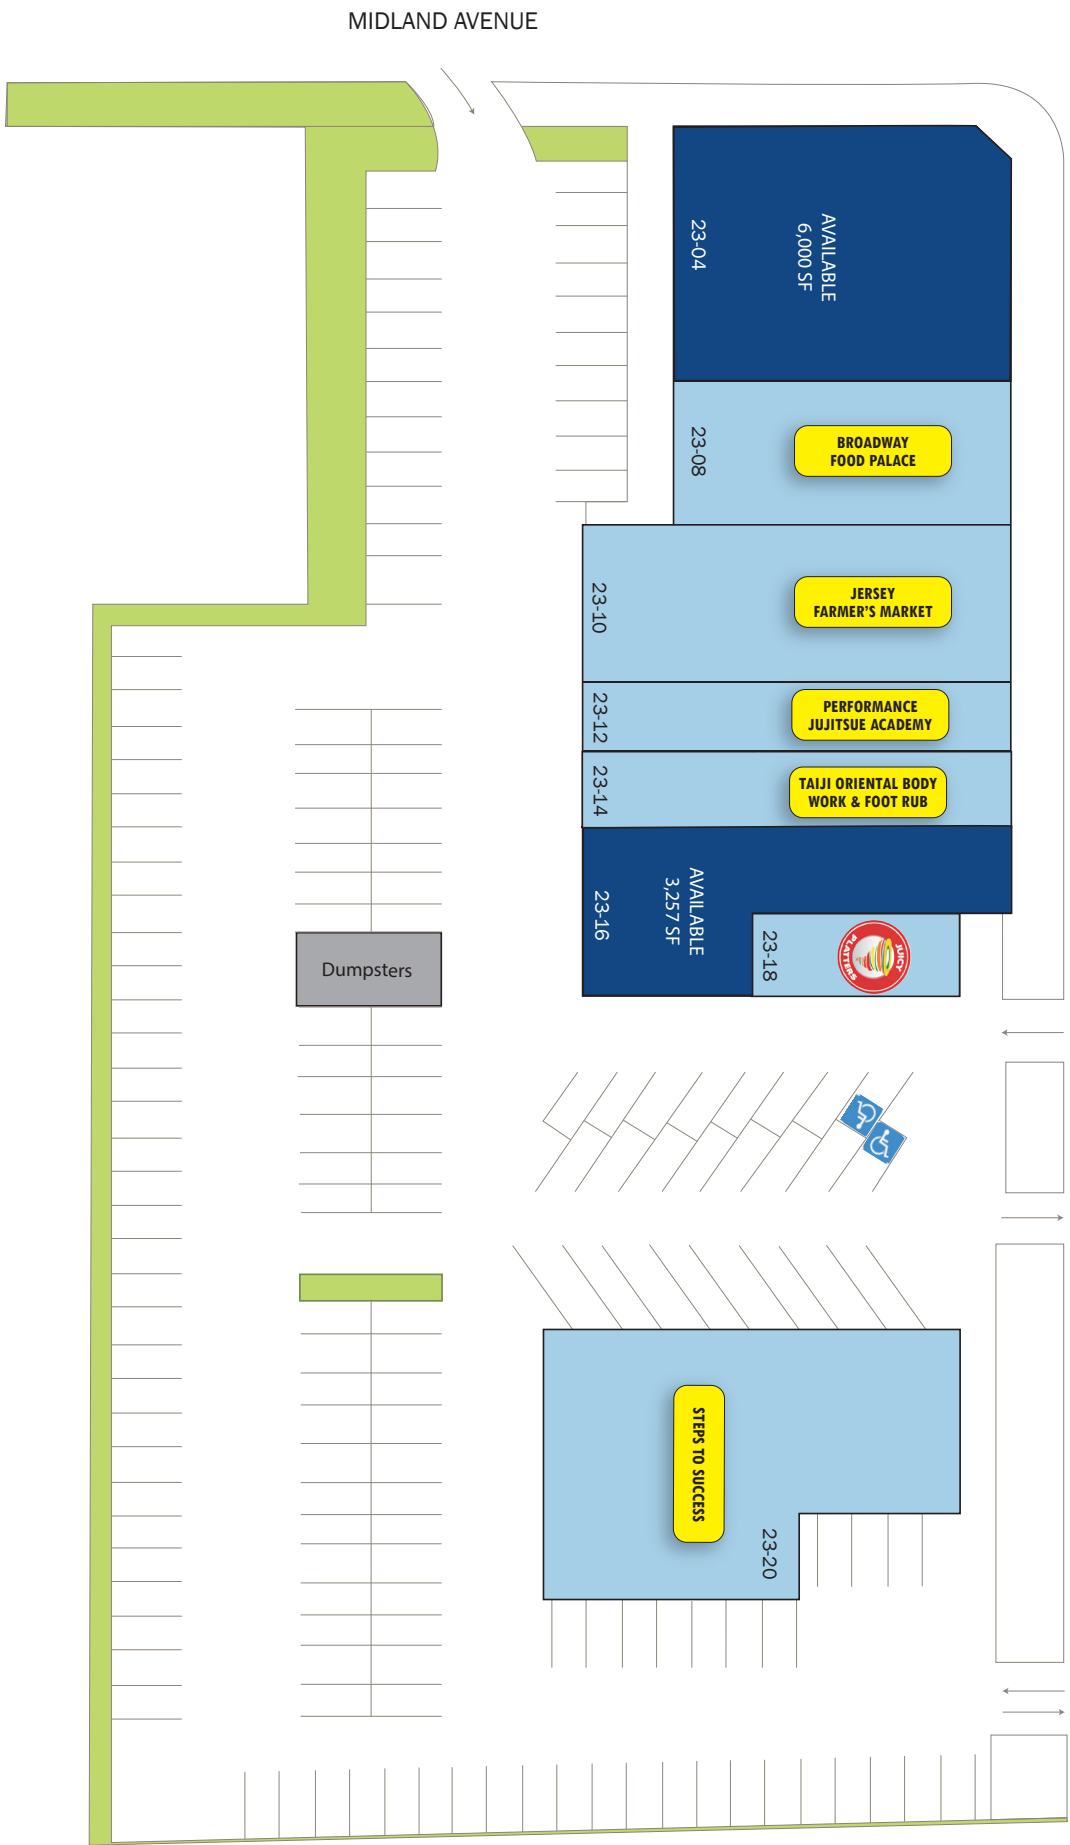 MIDLAND AVENUE
AVAILABLE
6,000 SF
23-04
BROADWAY
FOOD PALACE
23-08
JERSEY
FARMER'S MARKET
23-10
PERFORMANCE
JUJITSUE ACADEMY
23-12
TAIJI ORIENTAL BODY
WORK & FOOT RUB
23-14
AVAILABLE
3,257 SF
23-16
JUICY
PLATTERS
23-18
Dumpsters
STEPS TO SUCCESS
23-20